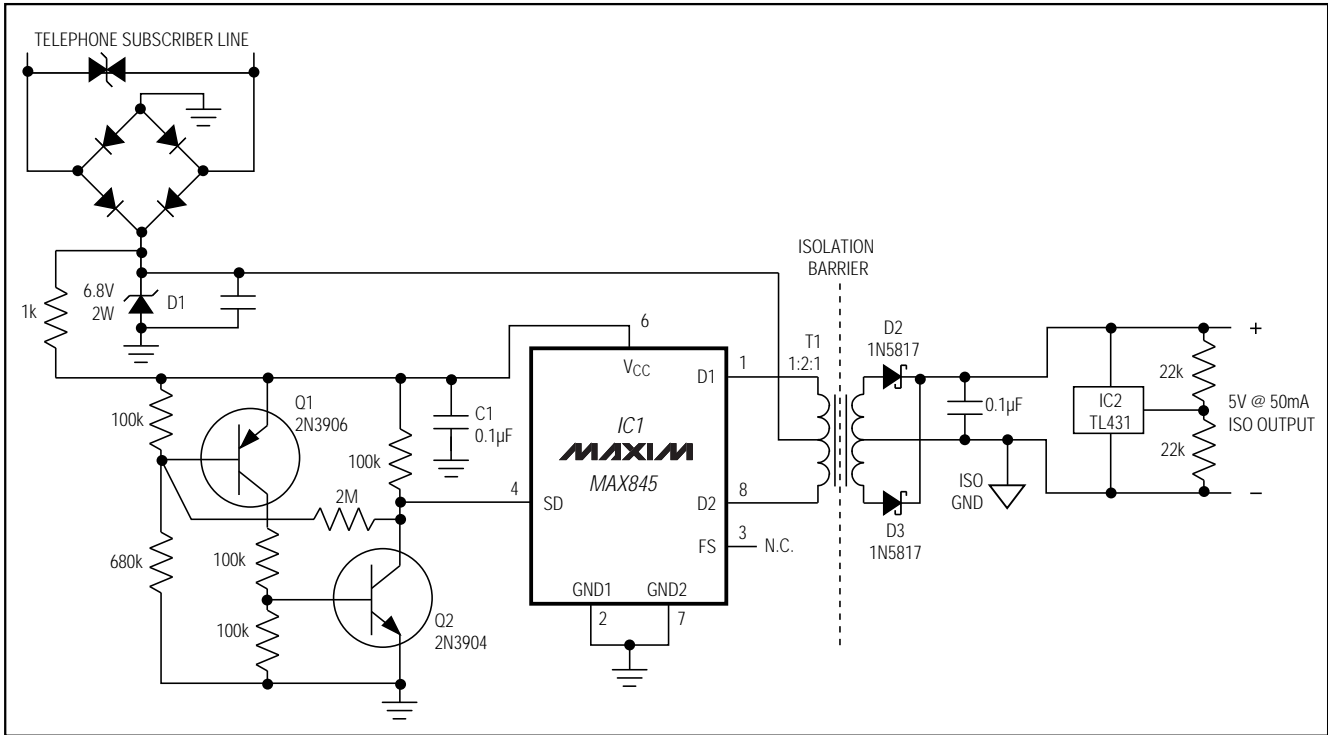 TELEPHONE SUBSCRIBER LINE
1k
6.8V
2W
D1
ISOLATION
BARRIER
6
VCC
D1
1
T1
1:2:1
D2
1N5817
+
22k
IC2
TL431
5V @ 50mA
ISO OUTPUT
22k
–
0.1µF
ISO
GND
100k
Q1
2N3906
100k
C1
0.1µF
IC1
MAXIM
MAX845
2M
4
SD
D2
8
FS
3
N.C.
D3
1N5817
680k
100k
100k
Q2
2N3904
GND1
GND2
2
7